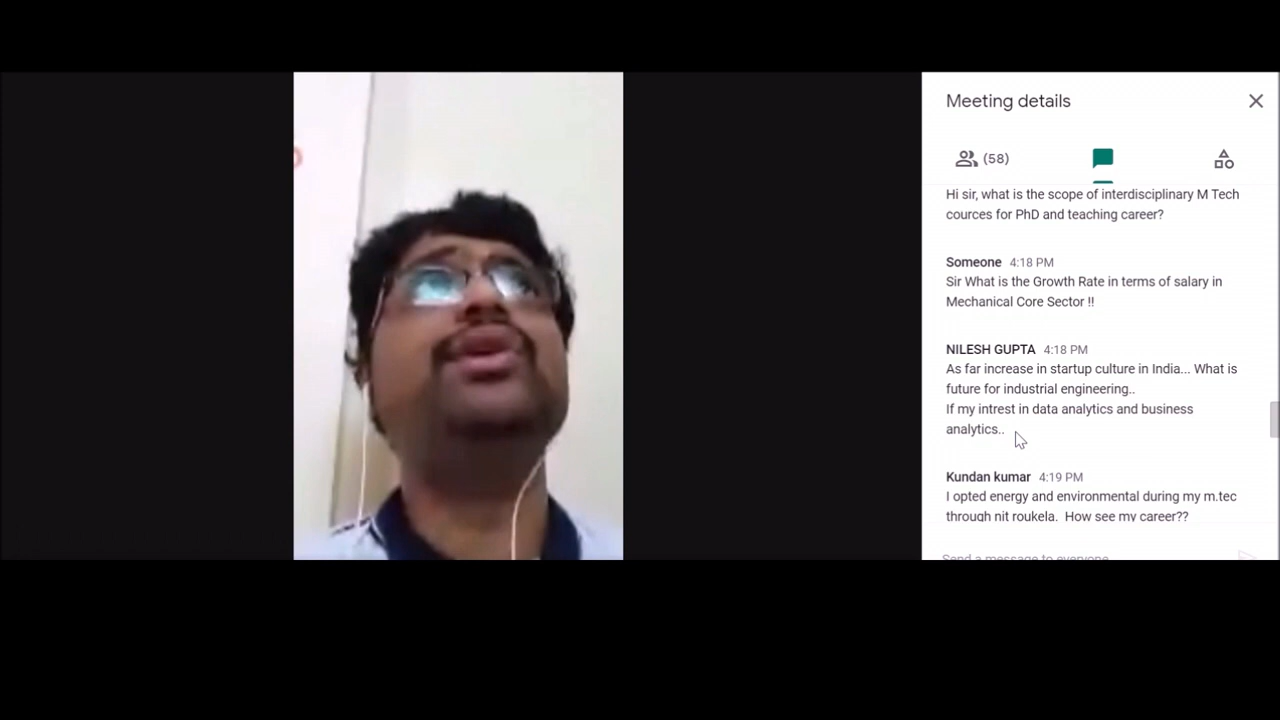 Meeting details
(58)
Hi sir, what is the scope of interdisciplinary M Tech
cources for PhD and teaching career?
Someone 4:18 PM
Sir What is the Growth Rate in terms of salary in
Mechanical Core Sector !!
NILESH GUPTA 4:18 PM
As far increase in startup culture in India... What is
future for industrial engineering..
If my intrest in data analytics and business
analytics..
Kundan kumar 4:19 PM
I opted energy and environmental during my m.tec
through nit roukela. How see my career??
Send a message to everyone